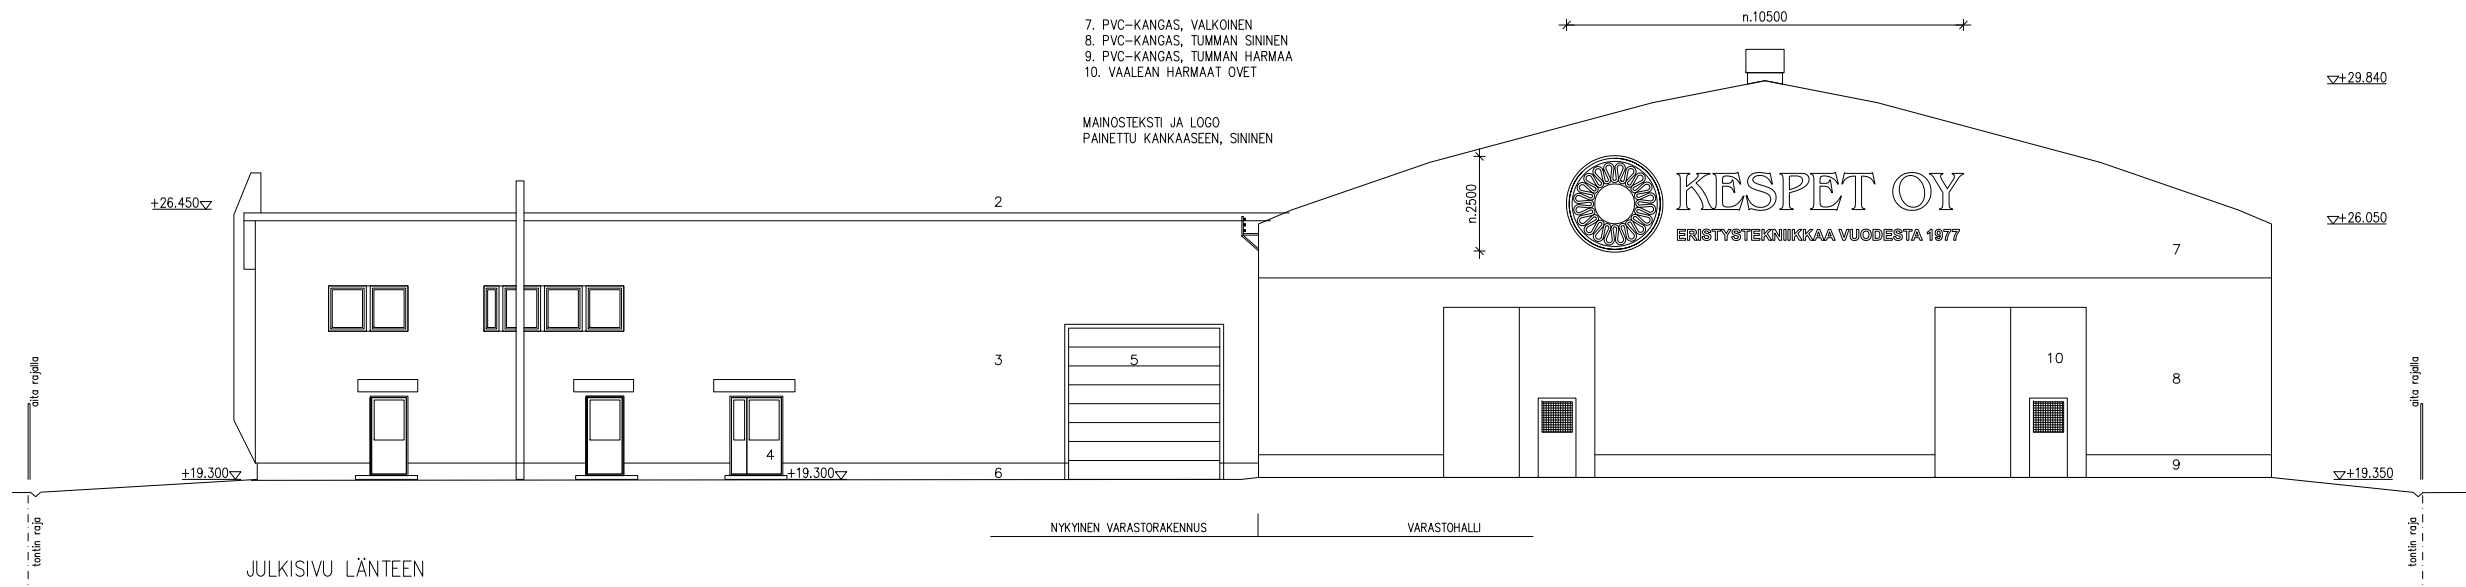 7. PVC-KANGAS, VALKOINEN
8. PVC-KANGAS, TUMMAN SININEN
9. PVC-KANGAS, TUMMAN HARMAA
10. VAALEAN HARMAAT OVET
MAINOSTEKSTI JA LOGO
PAINETTU KANKAASEEN, SININEN
n.10500
+29.840
n.2500
KESPET OY
ERISTYSTEKNIIKKAA VUODESTA 1977
+26.450
2
+26.050
7
3
5
10
8
aita rajalla
aita rajalla
4
+19.300
+19.300
6
9
+19.350
tontin raja
tontin raja
NYKYINEN VARASTORAKENNUS
VARASTOHALLI
JULKISIVU LÄNTEEN